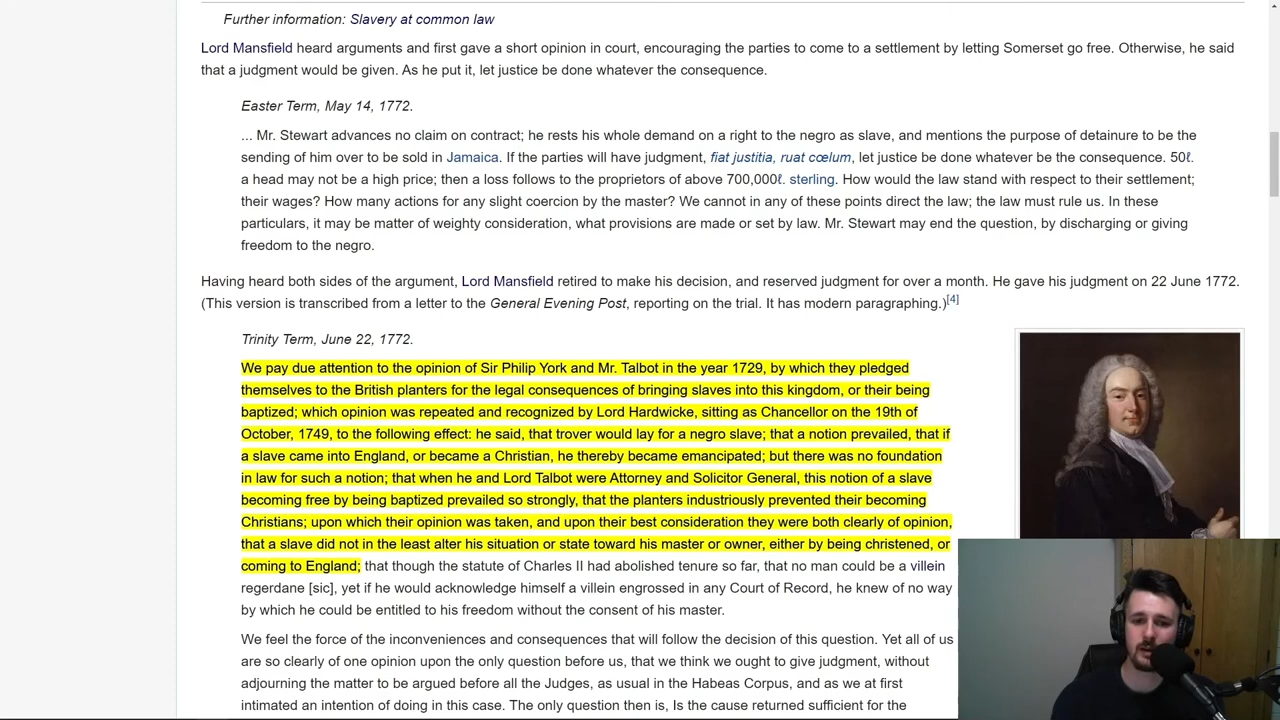 Further information: Slavery at common law
Lord Mansfield heard arguments and first gave a short opinion in court, encouraging the parties to come to a settlement by letting Somerset go free. Otherwise, he said
that a judgment would be given. As he put it, let justice be done whatever the consequence.
Easter Term, May 14, 1772.
... Mr. Stewart advances no claim on contract; he rests his whole demand on a right to the negro as slave, and mentions the purpose of detainure to be the
sending of him over to be sold in Jamaica. If the parties will have judgment, fiat justitia, ruat cœlum, let justice be done whatever be the consequence. 50ℓ.
a head may not be a high price; then a loss follows to the proprietors of above 700,000ℓ. sterling. How would the law stand with respect to their settlement;
their wages? How many actions for any slight coercion by the master? We cannot in any of these points direct the law; the law must rule us. In these
particulars, it may be matter of weighty consideration, what provisions are made or set by law. Mr. Stewart may end the question, by discharging or giving
freedom to the negro.
Having heard both sides of the argument, Lord Mansfield retired to make his decision, and reserved judgment for over a month. He gave his judgment on 22 June 1772.
(This version is transcribed from a letter to the General Evening Post, reporting on the trial. It has modern paragraphing.)[4]
Trinity Term, June 22, 1772.
We pay due attention to the opinion of Sir Philip York and Mr. Talbot in the year 1729, by which they pledged
themselves to the British planters for the legal consequences of bringing slaves into this kingdom, or their being
baptized; which opinion was repeated and recognized by Lord Hardwicke, sitting as Chancellor on the 19th of
October, 1749, to the following effect: he said, that trover would lay for a negro slave; that a notion prevailed, that if
a slave came into England, or became a Christian, he thereby became emancipated; but there was no foundation
in law for such a notion; that when he and Lord Talbot were Attorney and Solicitor General, this notion of a slave
becoming free by being baptized prevailed so strongly, that the planters industriously prevented their becoming
Christians; upon which their opinion was taken, and upon their best consideration they were both clearly of opinion,
that a slave did not in the least alter his situation or state toward his master or owner, either by being christened, or
coming to England; that though the statute of Charles II had abolished tenure so far, that no man could be a villein
regerdane [sic], yet if he would acknowledge himself a villein engrossed in any Court of Record, he knew of no way
by which he could be entitled to his freedom without the consent of his master.
We feel the force of the inconveniences and consequences that will follow the decision of this question. Yet all of us
are so clearly of one opinion upon the only question before us, that we think we ought to give judgment, without
adjourning the matter to be argued before all the Judges, as usual in the Habeas Corpus, and as we at first
intimated an intention of doing in this case. The only question then is, Is the cause returned sufficient for the